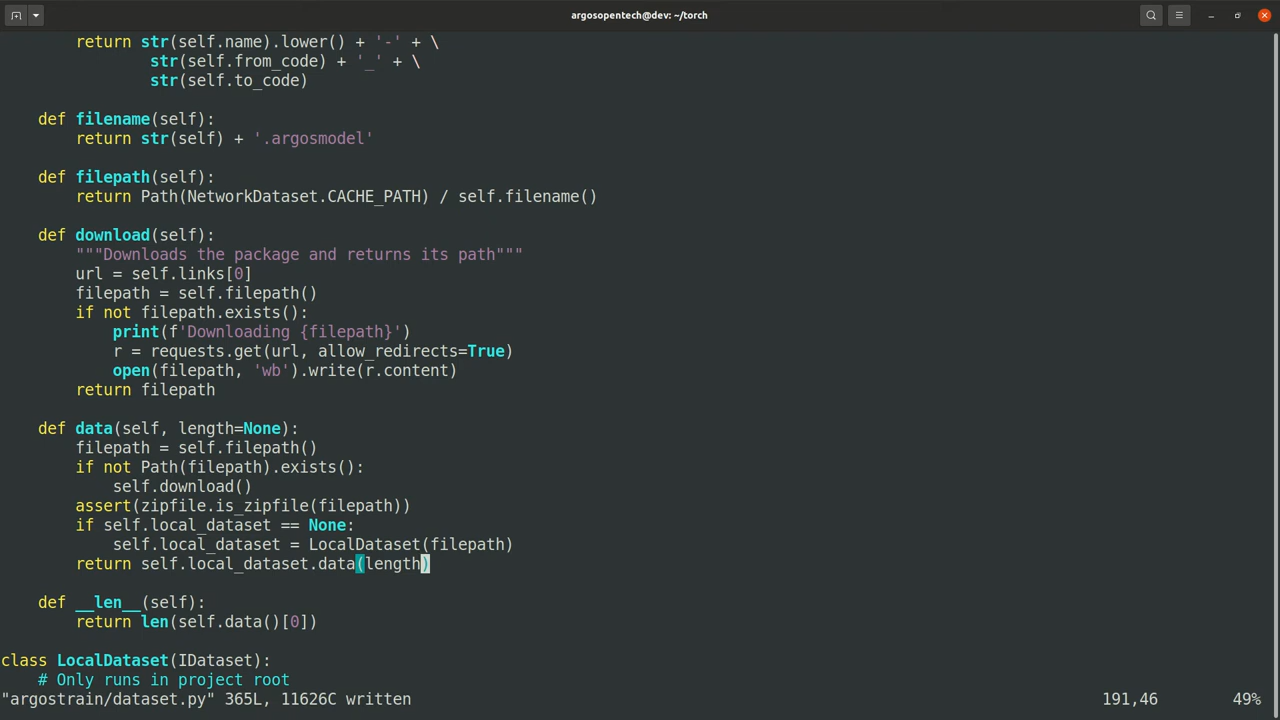 argosopentech@dev: ~/torch
        return str(self.name).lower() + '-' + \
                str(self.from_code) + '_' + \
                str(self.to_code)
    def filename(self):
        return str(self) + '.argosmodel'
    def filepath(self):
        return Path(NetworkDataset.CACHE_PATH) / self.filename()
    def download(self):
        """Downloads the package and returns its path"""
        url = self.links[0]
        filepath = self.filepath()
        if not filepath.exists():
            print(f'Downloading {filepath}')
            r = requests.get(url, allow_redirects=True)
            open(filepath, 'wb').write(r.content)
        return filepath
    def data(self, length=None):
        filepath = self.filepath()
        if not Path(filepath).exists():
            self.download()
        assert(zipfile.is_zipfile(filepath))
        if self.local_dataset == None:
            self.local_dataset = LocalDataset(filepath)
        return self.local_dataset.data(length)
    def __len__(self):
        return len(self.data()[0])
class LocalDataset(IDataset):
    # Only runs in project root
"argostrain/dataset.py" 365L, 11626C written 191,46 49%